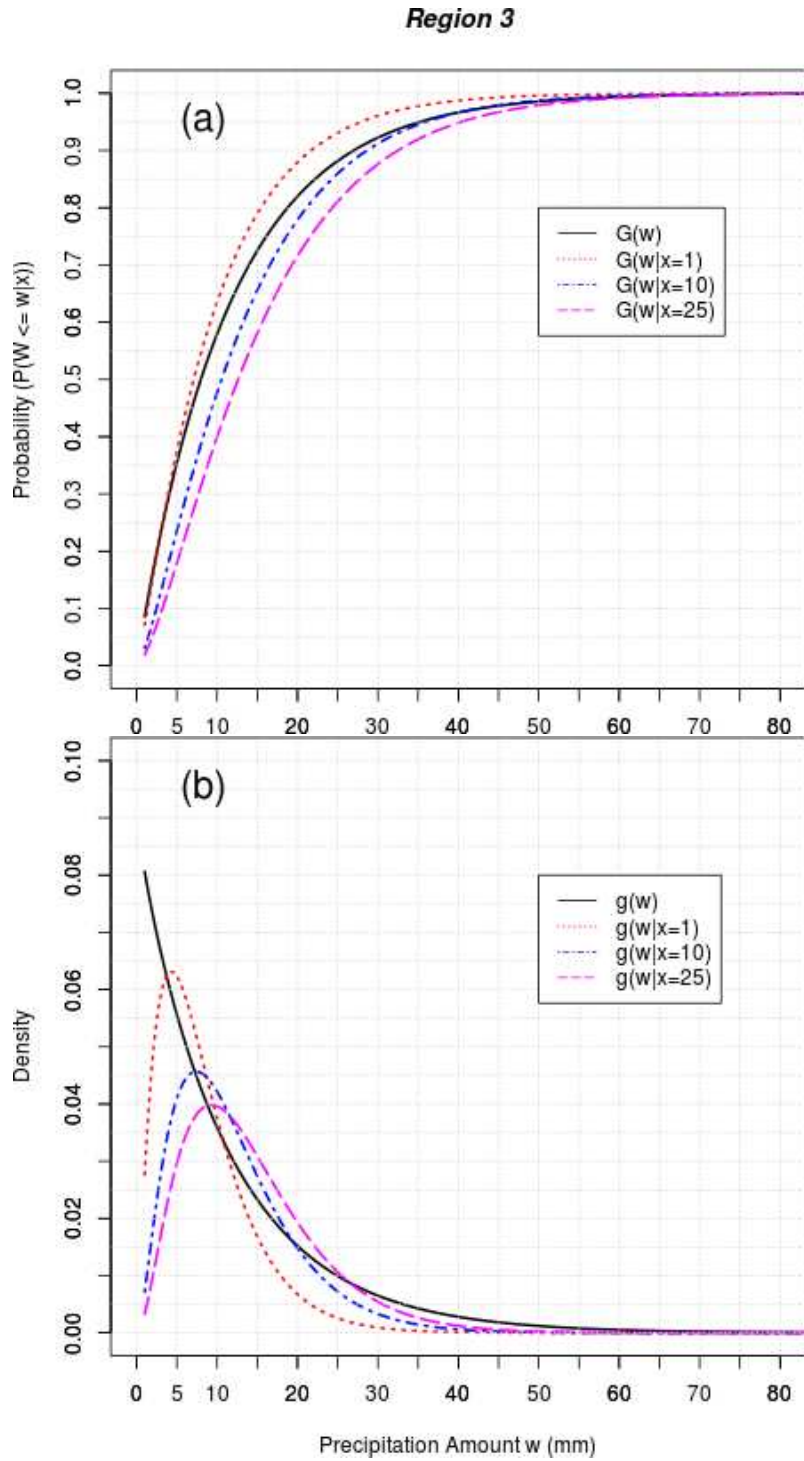 Region 3
(a)
Probability (P(W <= w|x))
1.0
0.9
0.8
0.7
0.6
0.5
0.4
0.3
0.2
0.1
0.0
G(w)
G(w|x=1)
G(w|x=10)
G(w|x=25)
0 5 10 20 30 40 50 60 70 80
(b)
Density
0.10
0.08
0.06
0.04
0.02
0.00
g(w)
g(w|x=1)
g(w|x=10)
g(w|x=25)
0 5 10 20 30 40 50 60 70 80
Precipitation Amount w (mm)